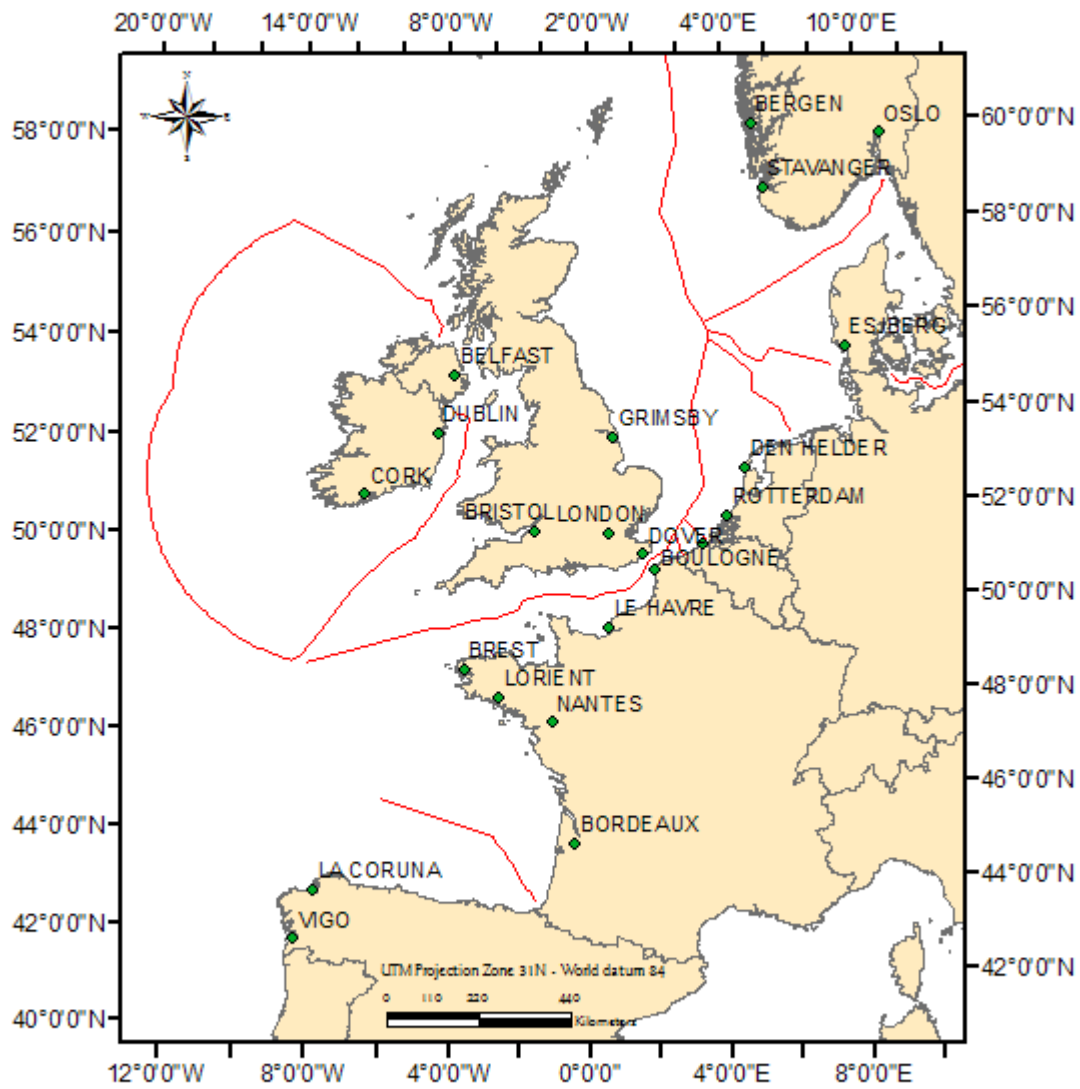 20°0'0"W 14°0'0"W 8°0'0"W 2°0'0"W 4°0'0"E 10°0'0"E
N
W E
S
BERGEN
OSLO
58°0'0"N
60°0'0"N
STAVANGER
56°0'0"N
58°0'0"N
56°0'0"N
54°0'0"N
ESJBERG
BELFAST
54°0'0"N
DUBLIN
GRIMSBY
52°0'0"N
DEN HELDER
CORK
ROTTERDAM
52°0'0"N
BRISTOL LONDON
50°0'0"N
DOVER
BOULOGNE
50°0'0"N
LE HAVRE
48°0'0"N
BREST
LORIENT
48°0'0"N
NANTES
46°0'0"N
46°0'0"N
BORDEAUX
44°0'0"N
LA CORUNA
44°0'0"N
VIGO
42°0'0"N
UTM Projection Zone 31N - World datum 84
42°0'0"N
0 110 220 440
Kilometers
40°0'0"N
12°0'0"W 8°0'0"W 4°0'0"W 0°0'0" 4°0'0"E 8°0'0"E